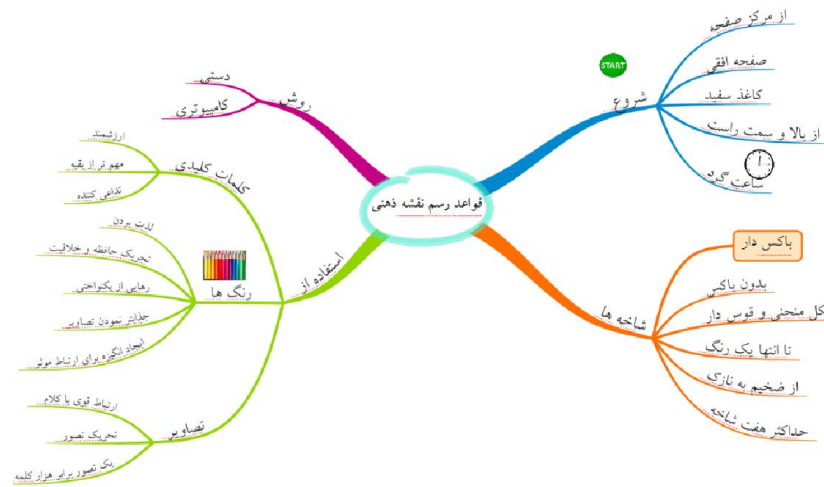 قواعد رسم نقشه ذهنی
START
شروع
از مرکز صفحه
صفحه افقی
کاغذ سفید
از بالا و سمت راست
ساعت گرد
شاخه ها
باکس دار
بدون باکس
کل منحنی و قوس دار
تا انتها یک رنگ
از ضخیم به نازک
حداکثر هفت شاخه
استفاده از
کلمات کلیدی
ارزشمند
مهم تر از بقیه
تداعی کننده
رنگ ها
لذت بردن
تحریک حافظه و خلاقیت
رهایی از یکنواختی
جذابتر نمودن تصاویر
ایجاد انگیزه برای ارتباط موثر
تصاویر
ارتباط قوی با کلام
تحریک تصور
یک تصور برابر هزار کلمه
روش
دستی
کامپیوتری